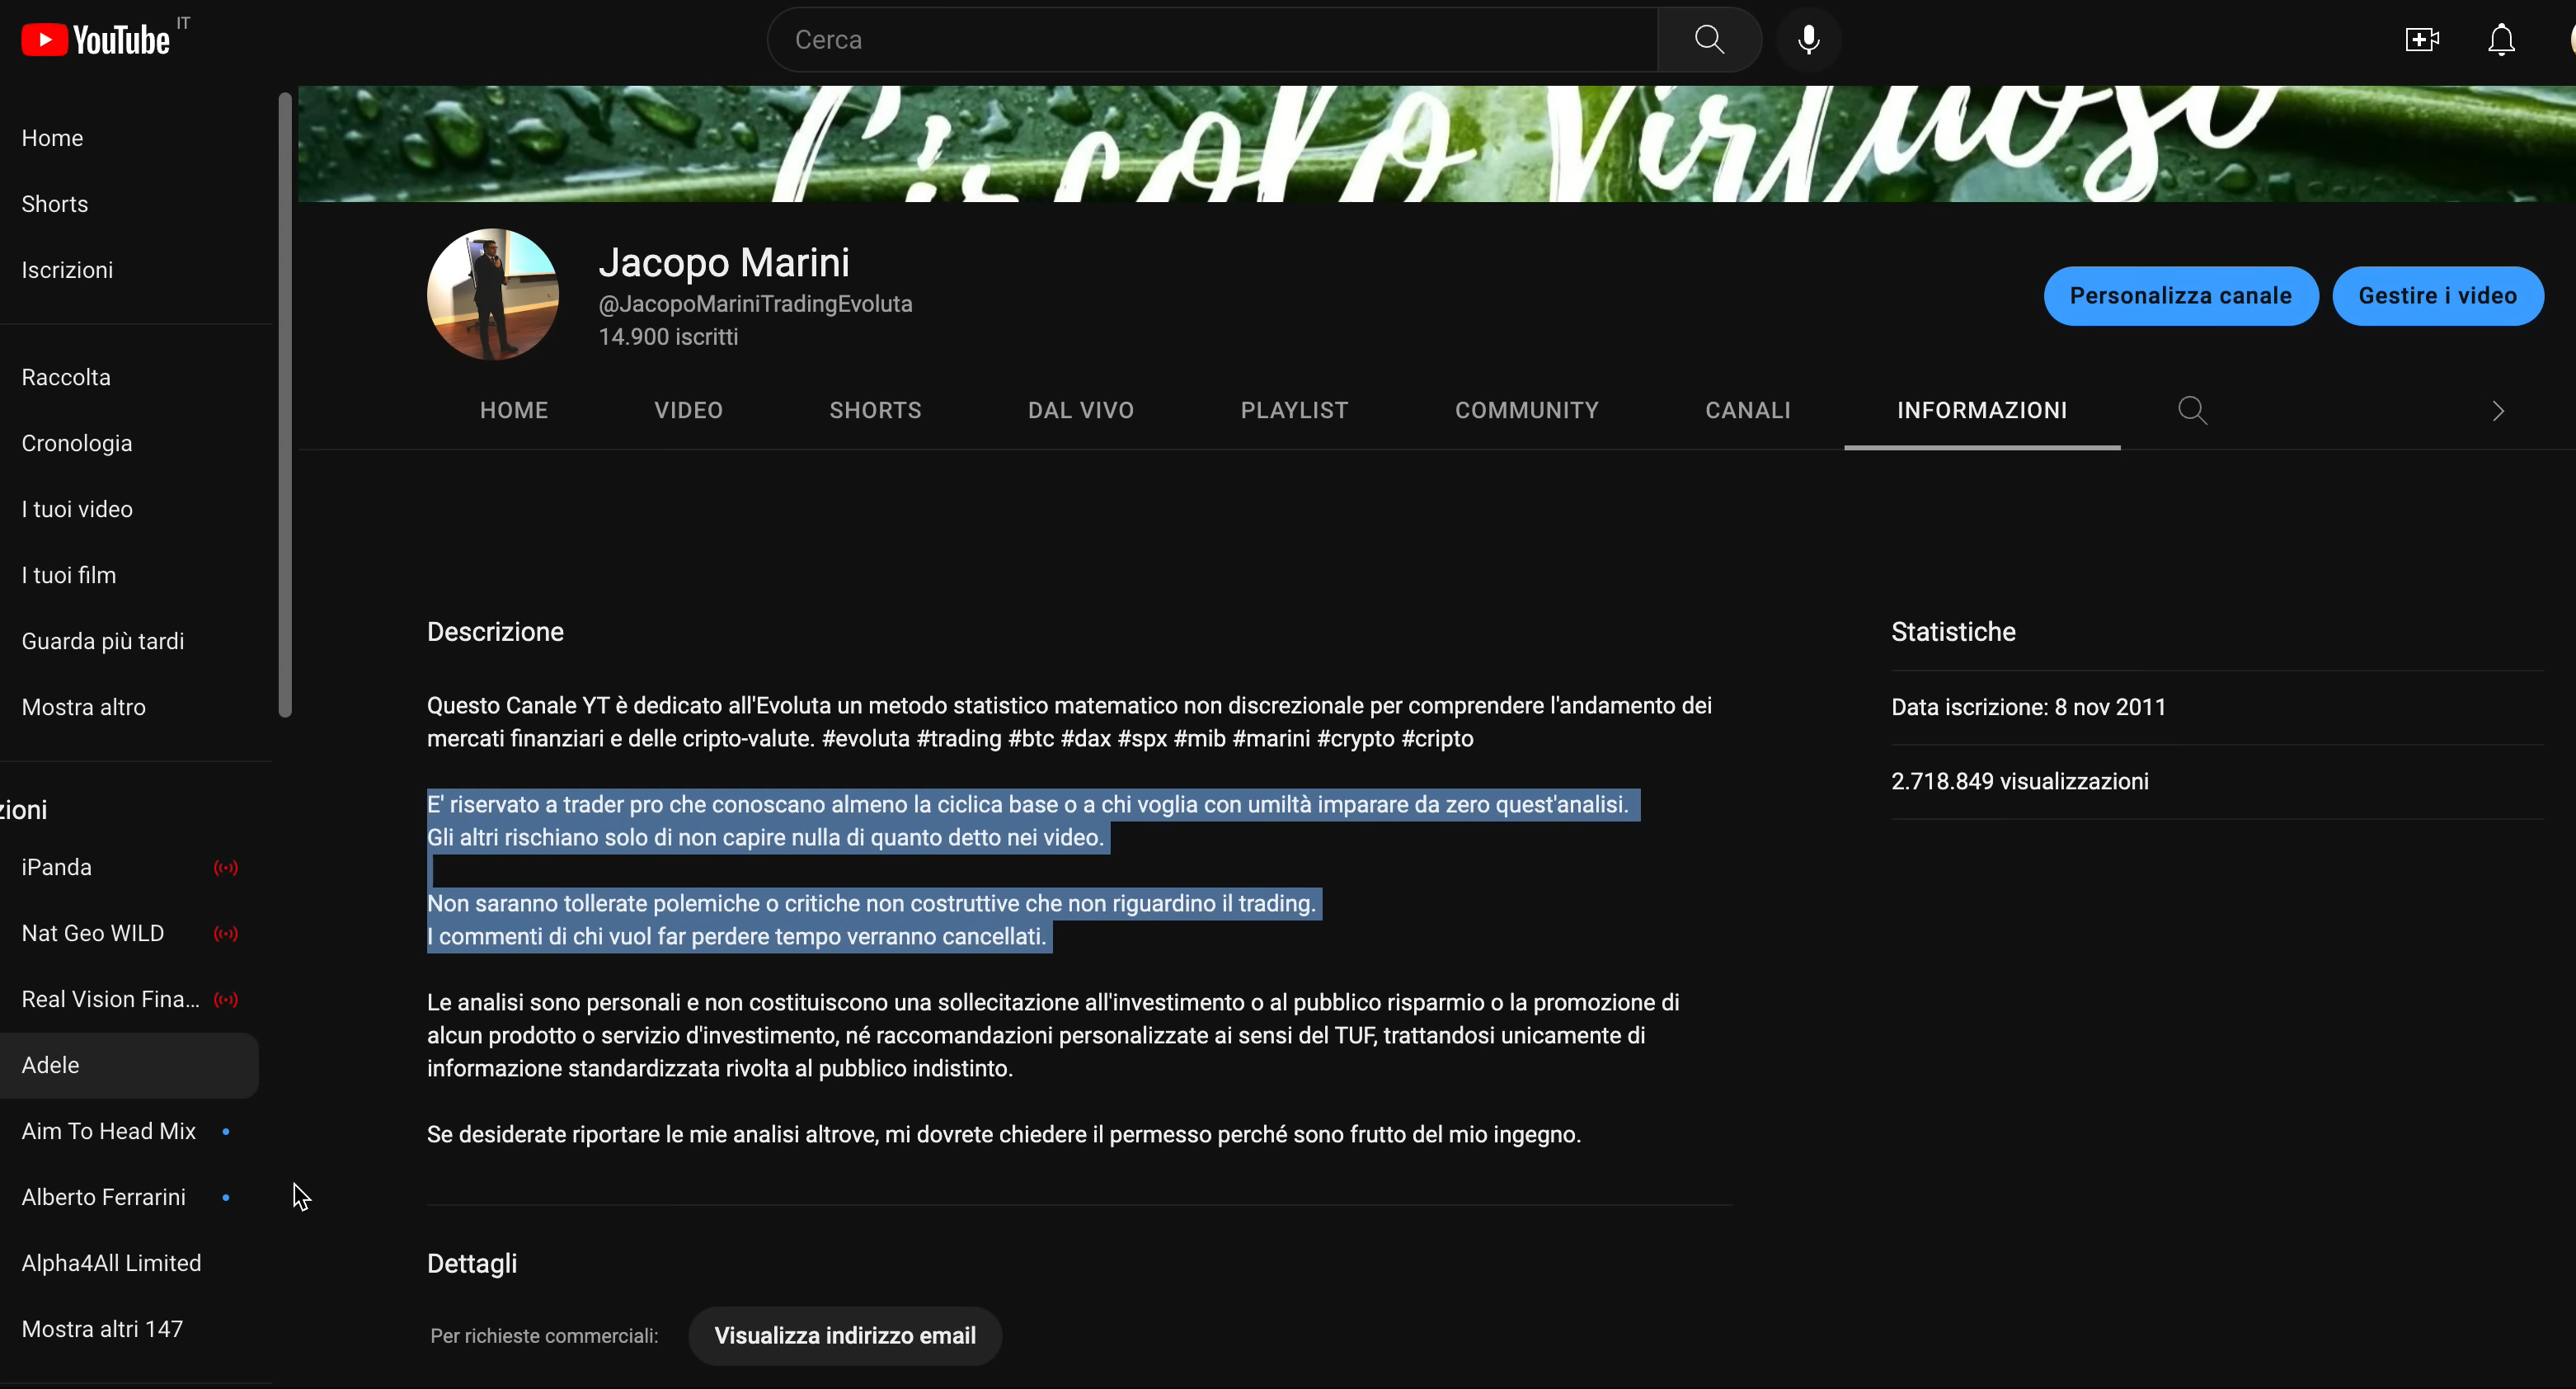 YouTube IT
Cerca
Home
Shorts
Iscrizioni
Raccolta
Cronologia
I tuoi video
I tuoi film
Guarda più tardi
Mostra altro
zioni
iPanda
Nat Geo WILD
Real Vision Fina...
Adele
Aim To Head Mix
Alberto Ferrarini
Alpha4All Limited
Mostra altri 147
Circolo Virtuoso
Jacopo Marini
@JacopoMariniTradingEvoluta
14.900 iscritti
Personalizza canale
Gestire i video
HOME VIDEO SHORTS DAL VIVO PLAYLIST COMMUNITY CANALI INFORMAZIONI
Descrizione
Questo Canale YT è dedicato all'Evoluta un metodo statistico matematico non discrezionale per comprendere l'andamento dei
mercati finanziari e delle cripto-valute. #evoluta #trading #btc #dax #spx #mib #marini #crypto #cripto
E' riservato a trader pro che conoscano almeno la ciclica base o a chi voglia con umiltà imparare da zero quest'analisi.
Gli altri rischiano solo di non capire nulla di quanto detto nei video.
Non saranno tollerate polemiche o critiche non costruttive che non riguardino il trading.
I commenti di chi vuol far perdere tempo verranno cancellati.
Le analisi sono personali e non costituiscono una sollecitazione all'investimento o al pubblico risparmio o la promozione di
alcun prodotto o servizio d'investimento, né raccomandazioni personalizzate ai sensi del TUF, trattandosi unicamente di
informazione standardizzata rivolta al pubblico indistinto.
Se desiderate riportare le mie analisi altrove, mi dovrete chiedere il permesso perché sono frutto del mio ingegno.
Dettagli
Per richieste commerciali:
Visualizza indirizzo email
Statistiche
Data iscrizione: 8 nov 2011
2.718.849 visualizzazioni